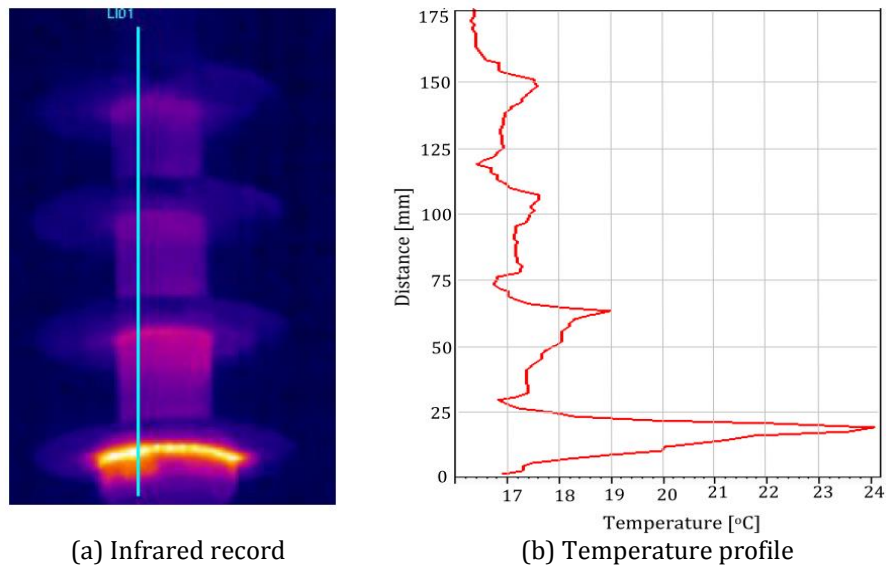 LI01
175
150
125
100
75
50
25
0
Distance [mm]
17 18 19 20 21 22 23 24
Temperature [°C]
(a) Infrared record
(b) Temperature profile